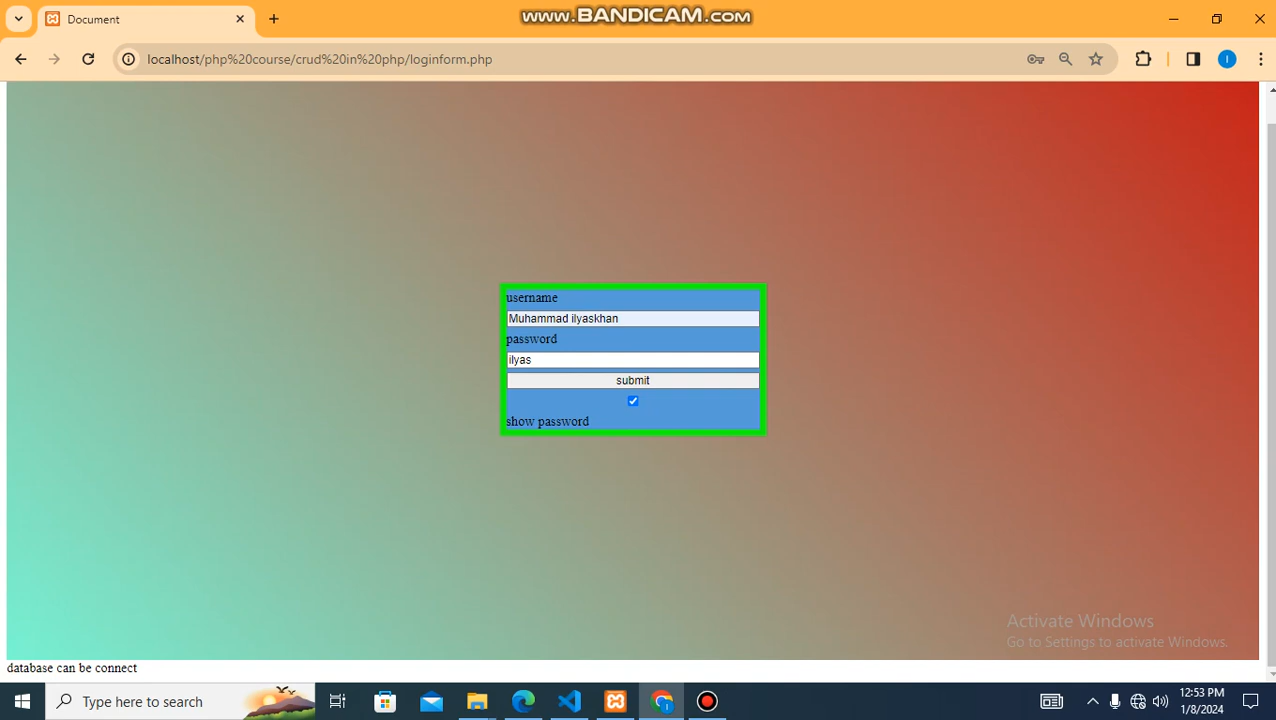 www.BANDICAM.com
Document
localhost/php%20course/crud%20in%20php/loginform.php
I
username
Muhammad ilyaskhan
password
ilyas
submit
show password
Activate Windows
Go to Settings to activate Windows.
database can be connect
Type here to search
12:53 PM
1/8/2024